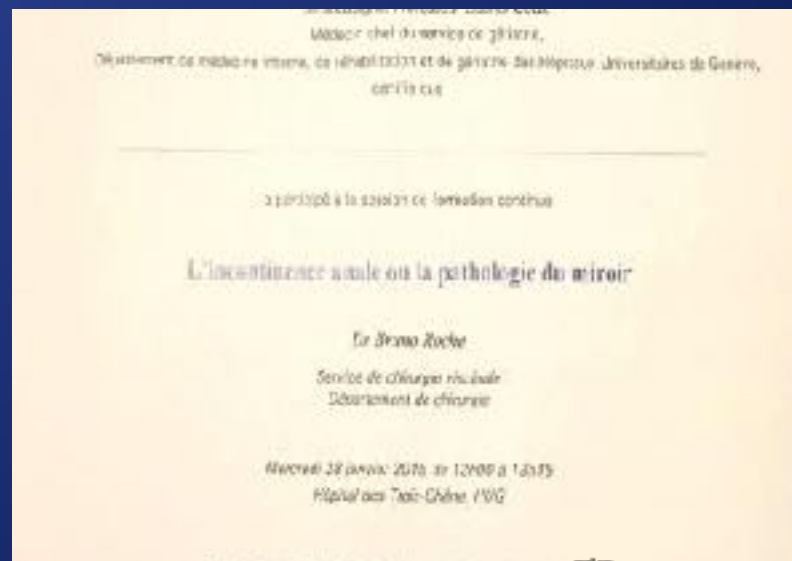 Médecin chef du service de gériatrie,
Département de médecine interne, de réhabilitation et de gériatrie des Hôpitaux Universitaires de Genève,
certifie que
a participé à la session de formation continue
L'incontinence anale ou la pathologie du miroir
Dr Bruno Roche
Service de chirurgie viscérale
Département de chirurgie
Mercredi 28 janvier de 12h00 à
Hôpital des Trois-Chêne, HUG